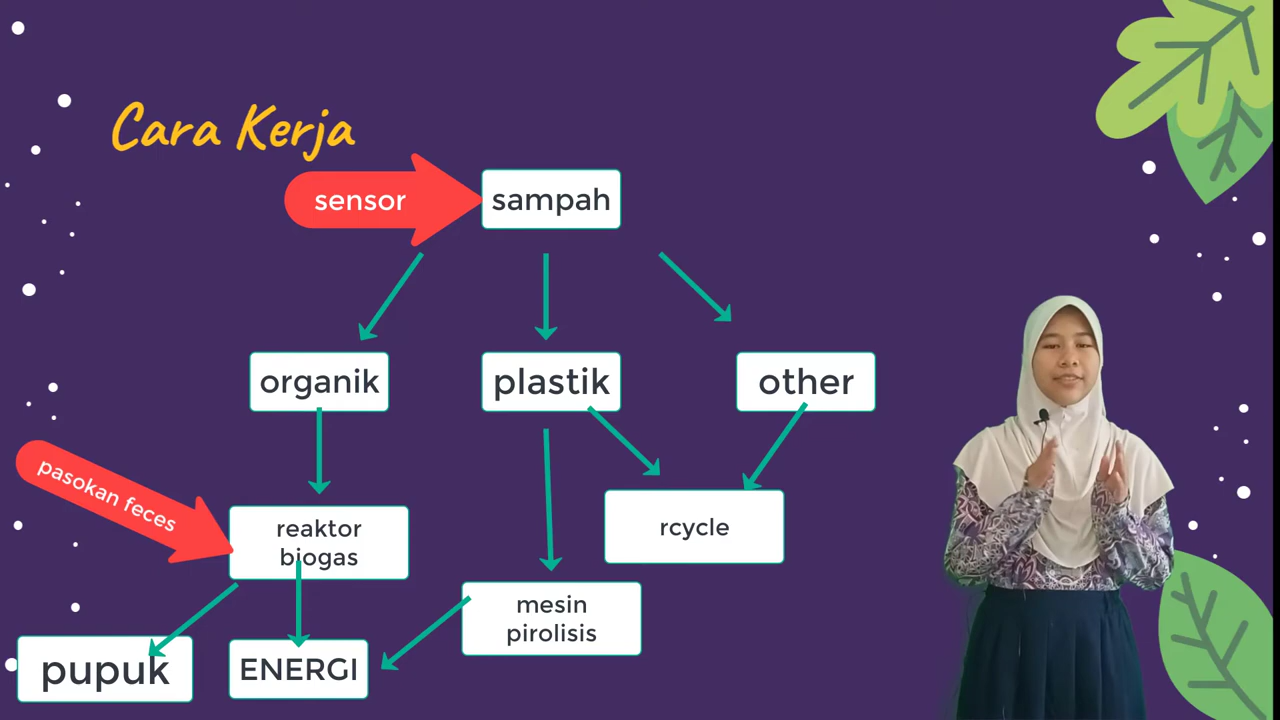 Cara Kerja
sensor
sampah
organik
plastik
other
pasokan feces
reaktor
biogas
rcycle
mesin
pirolisis
pupuk
ENERGI